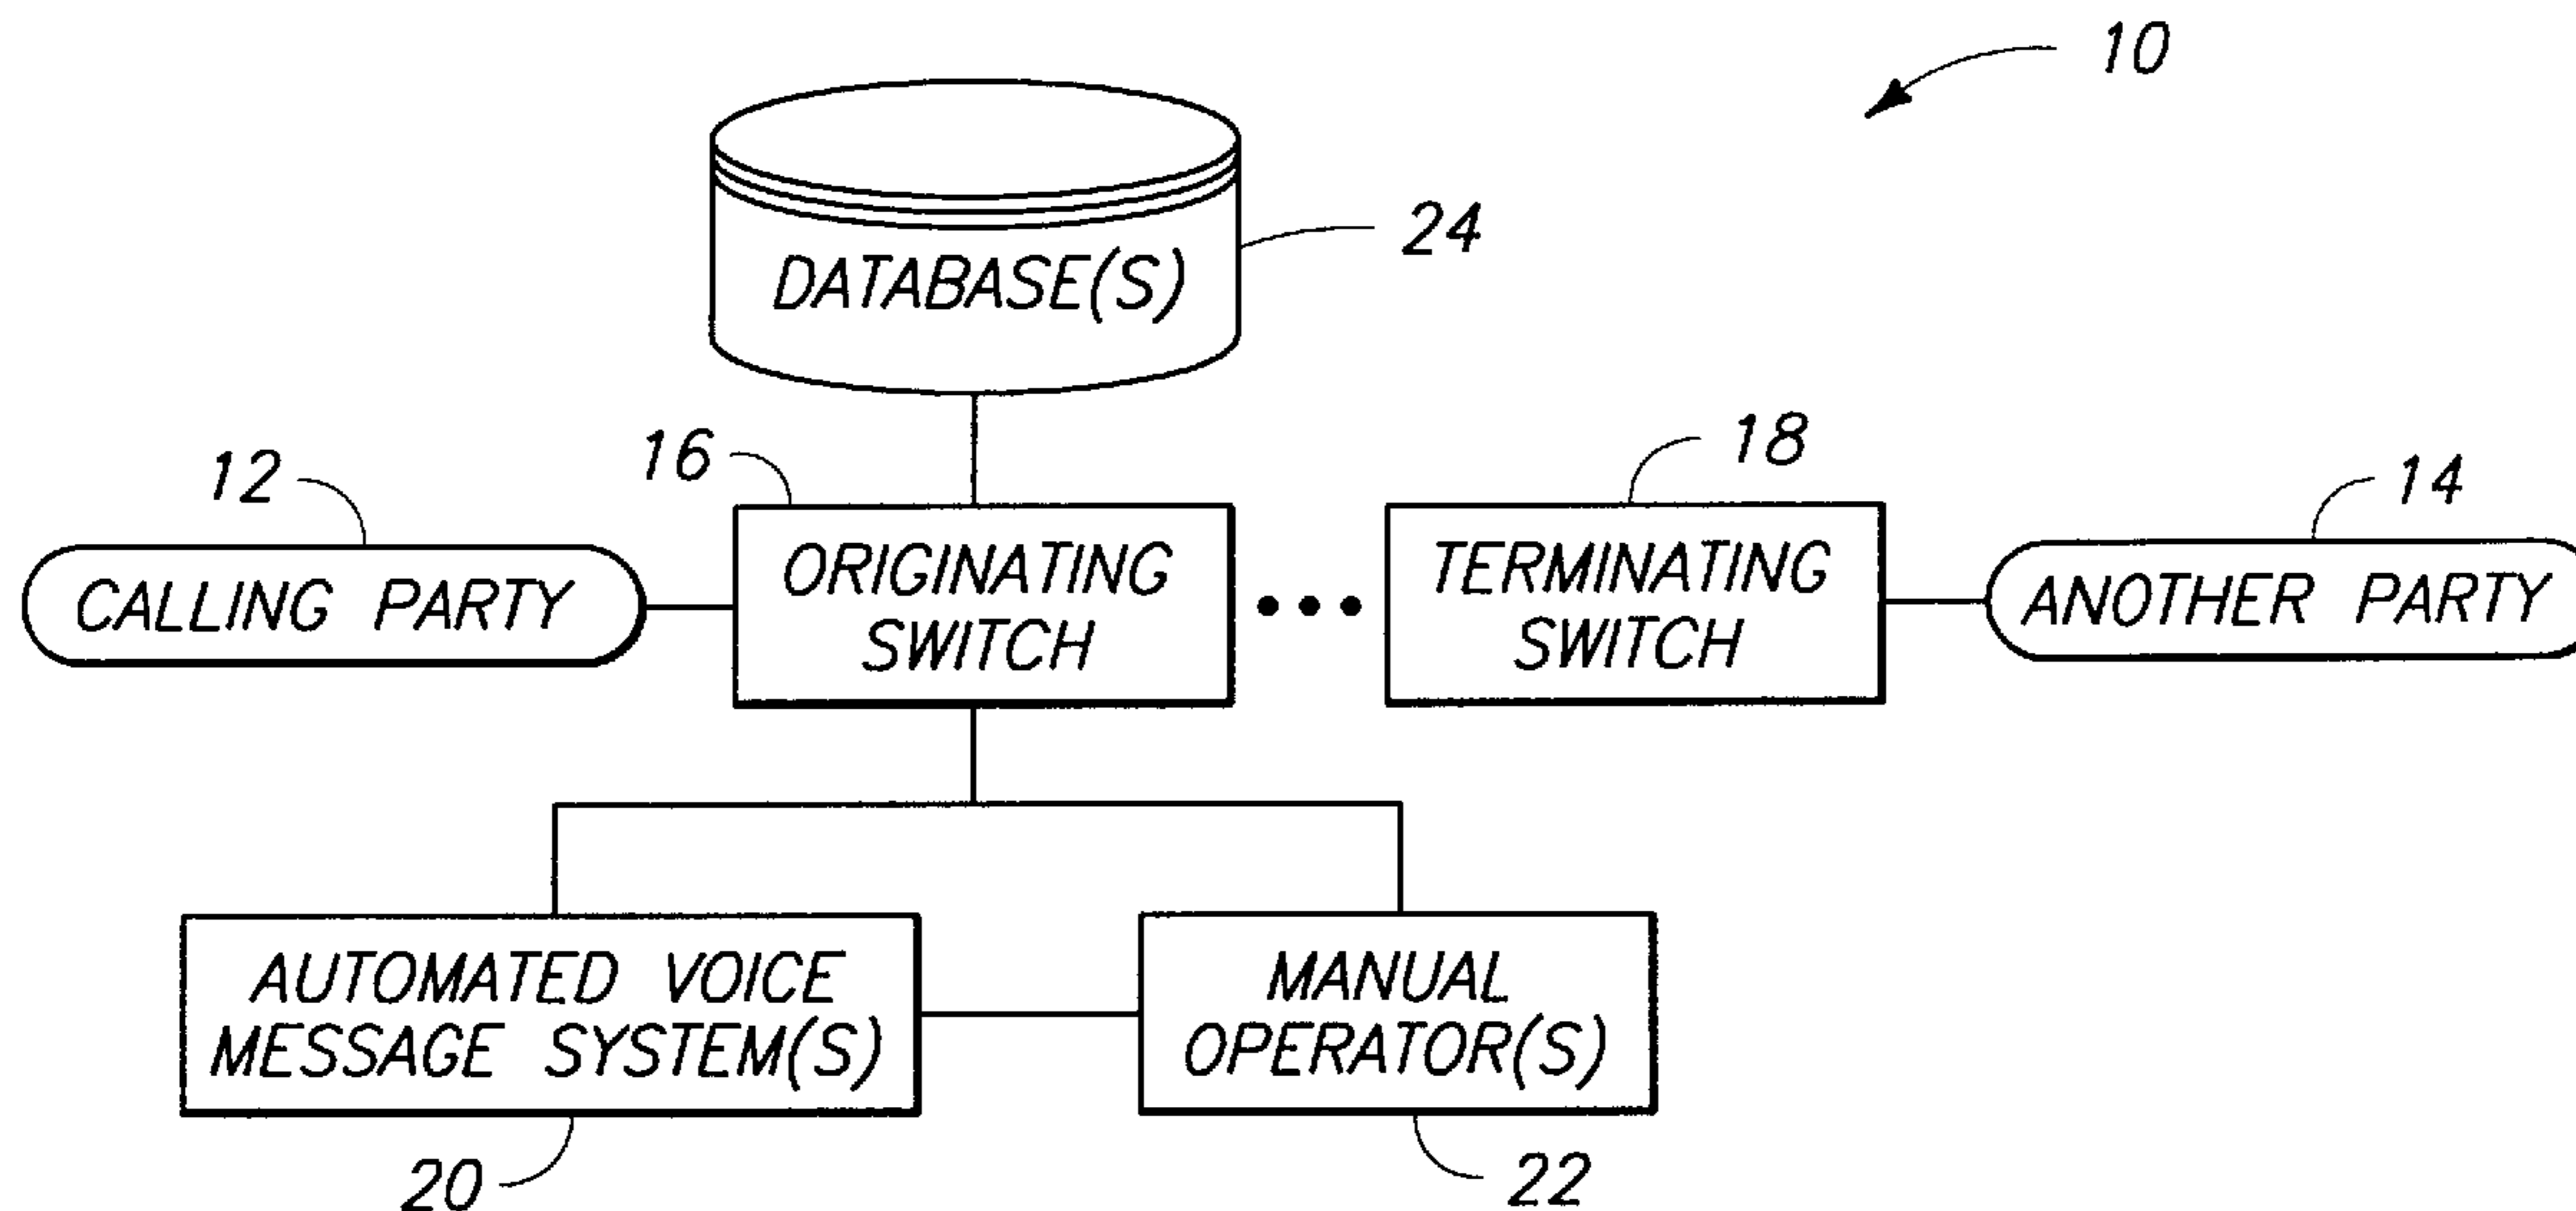 10
DATABASE(S)
24
12
16
18
14
CALLING PARTY
ORIGINATING
SWITCH
TERMINATING
SWITCH
ANOTHER PARTY
AUTOMATED VOICE
MESSAGE SYSTEM(S)
MANUAL
OPERATOR(S)
20
22